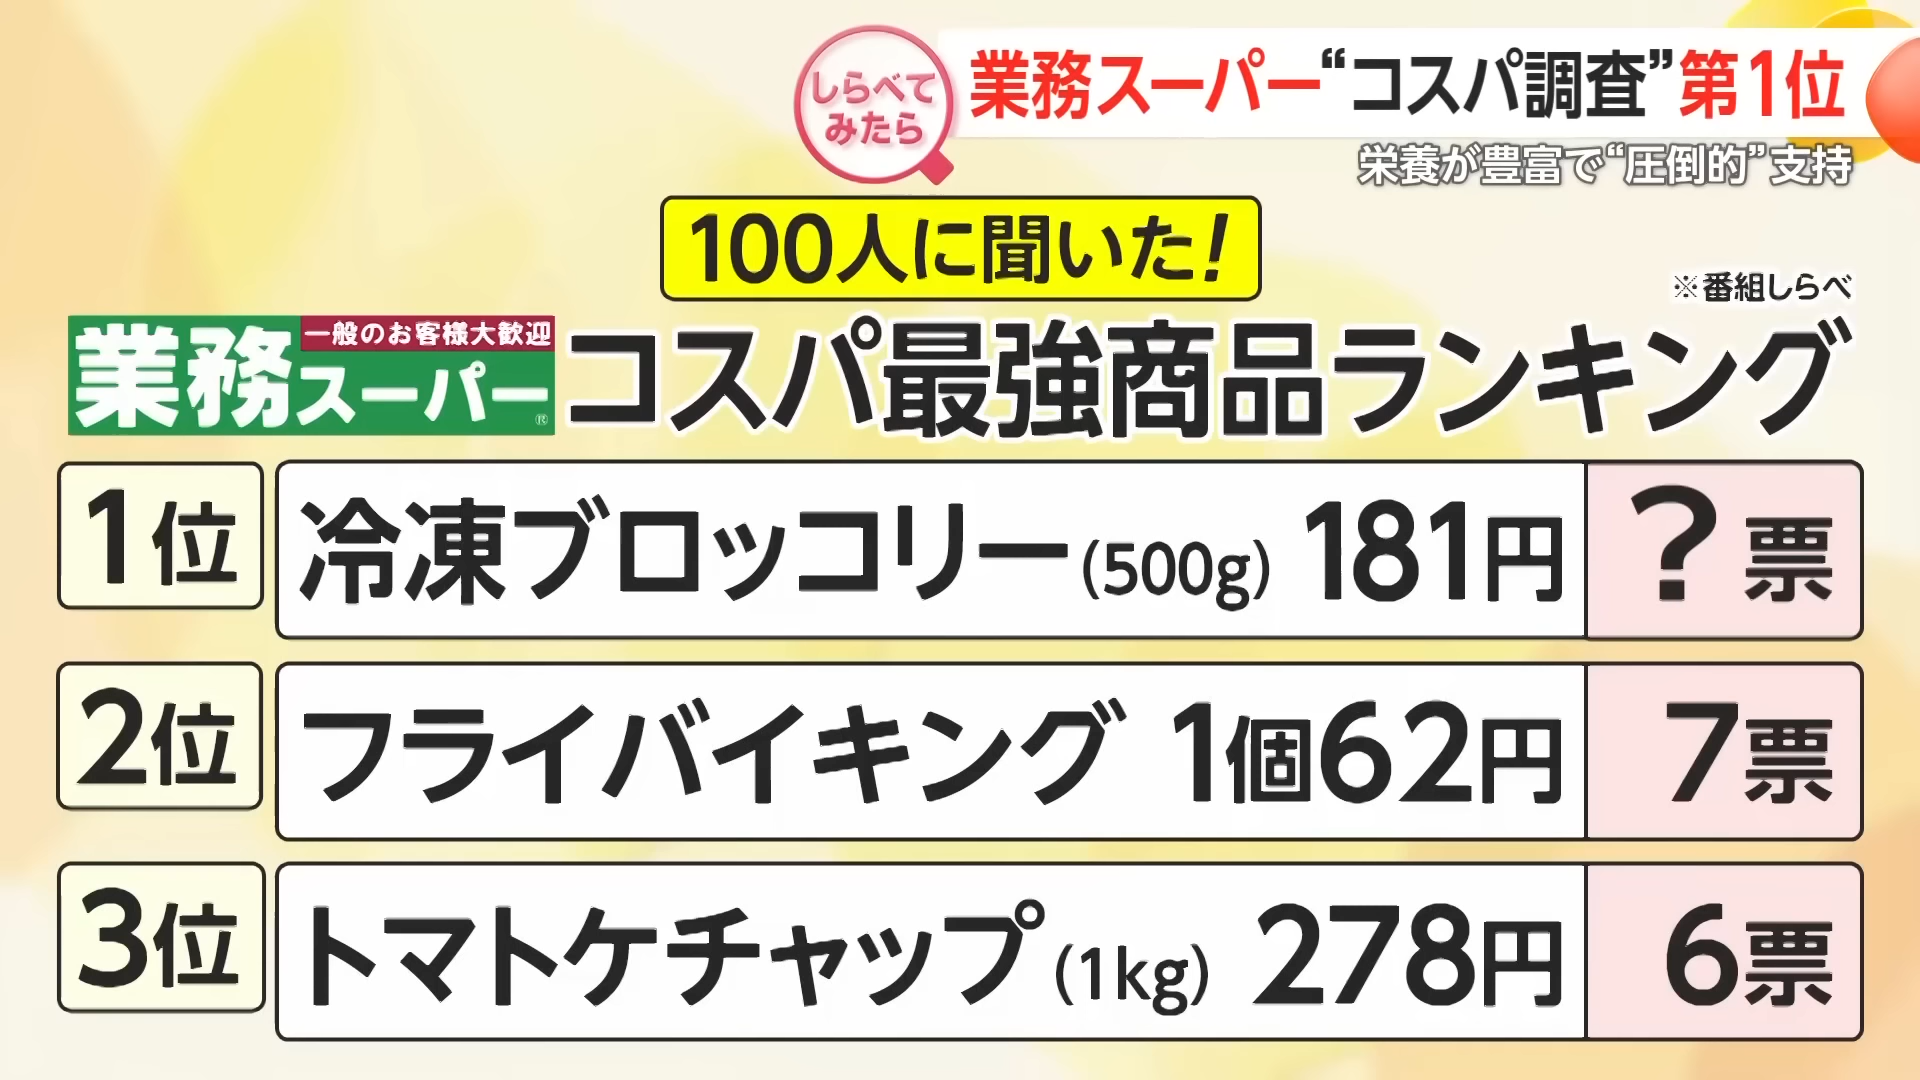 しらべて
みたら
業務スーパー“コスパ調査”第1位
栄養が豊富で“圧倒的”支持
100人に聞いた!
※番組しらべ
一般のお客様大歓迎
業務スーパー®
コスパ最強商品ランキング
1位 冷凍ブロッコリー(500g) 181円 ?票
2位 フライバイキング 1個62円 7票
3位 トマトケチャップ(1kg) 278円 6票